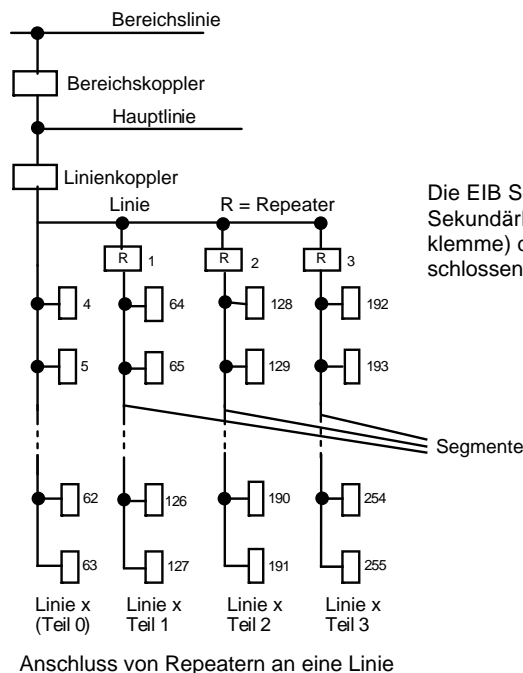 Bereichslinie
Bereichskoppler
Hauptlinie
Linienkoppler
Linie R = Repeater
R 1 R 2 R 3
4 64 128 192
5 65 129 193
Segmente
62 126 190 254
63 127 191 255
Linie x Linie x Linie x Linie x
(Teil 0) Teil 1 Teil 2 Teil 3
Anschluss von Repeatern an eine Linie
Die EIB S
klemme) d
schlossen